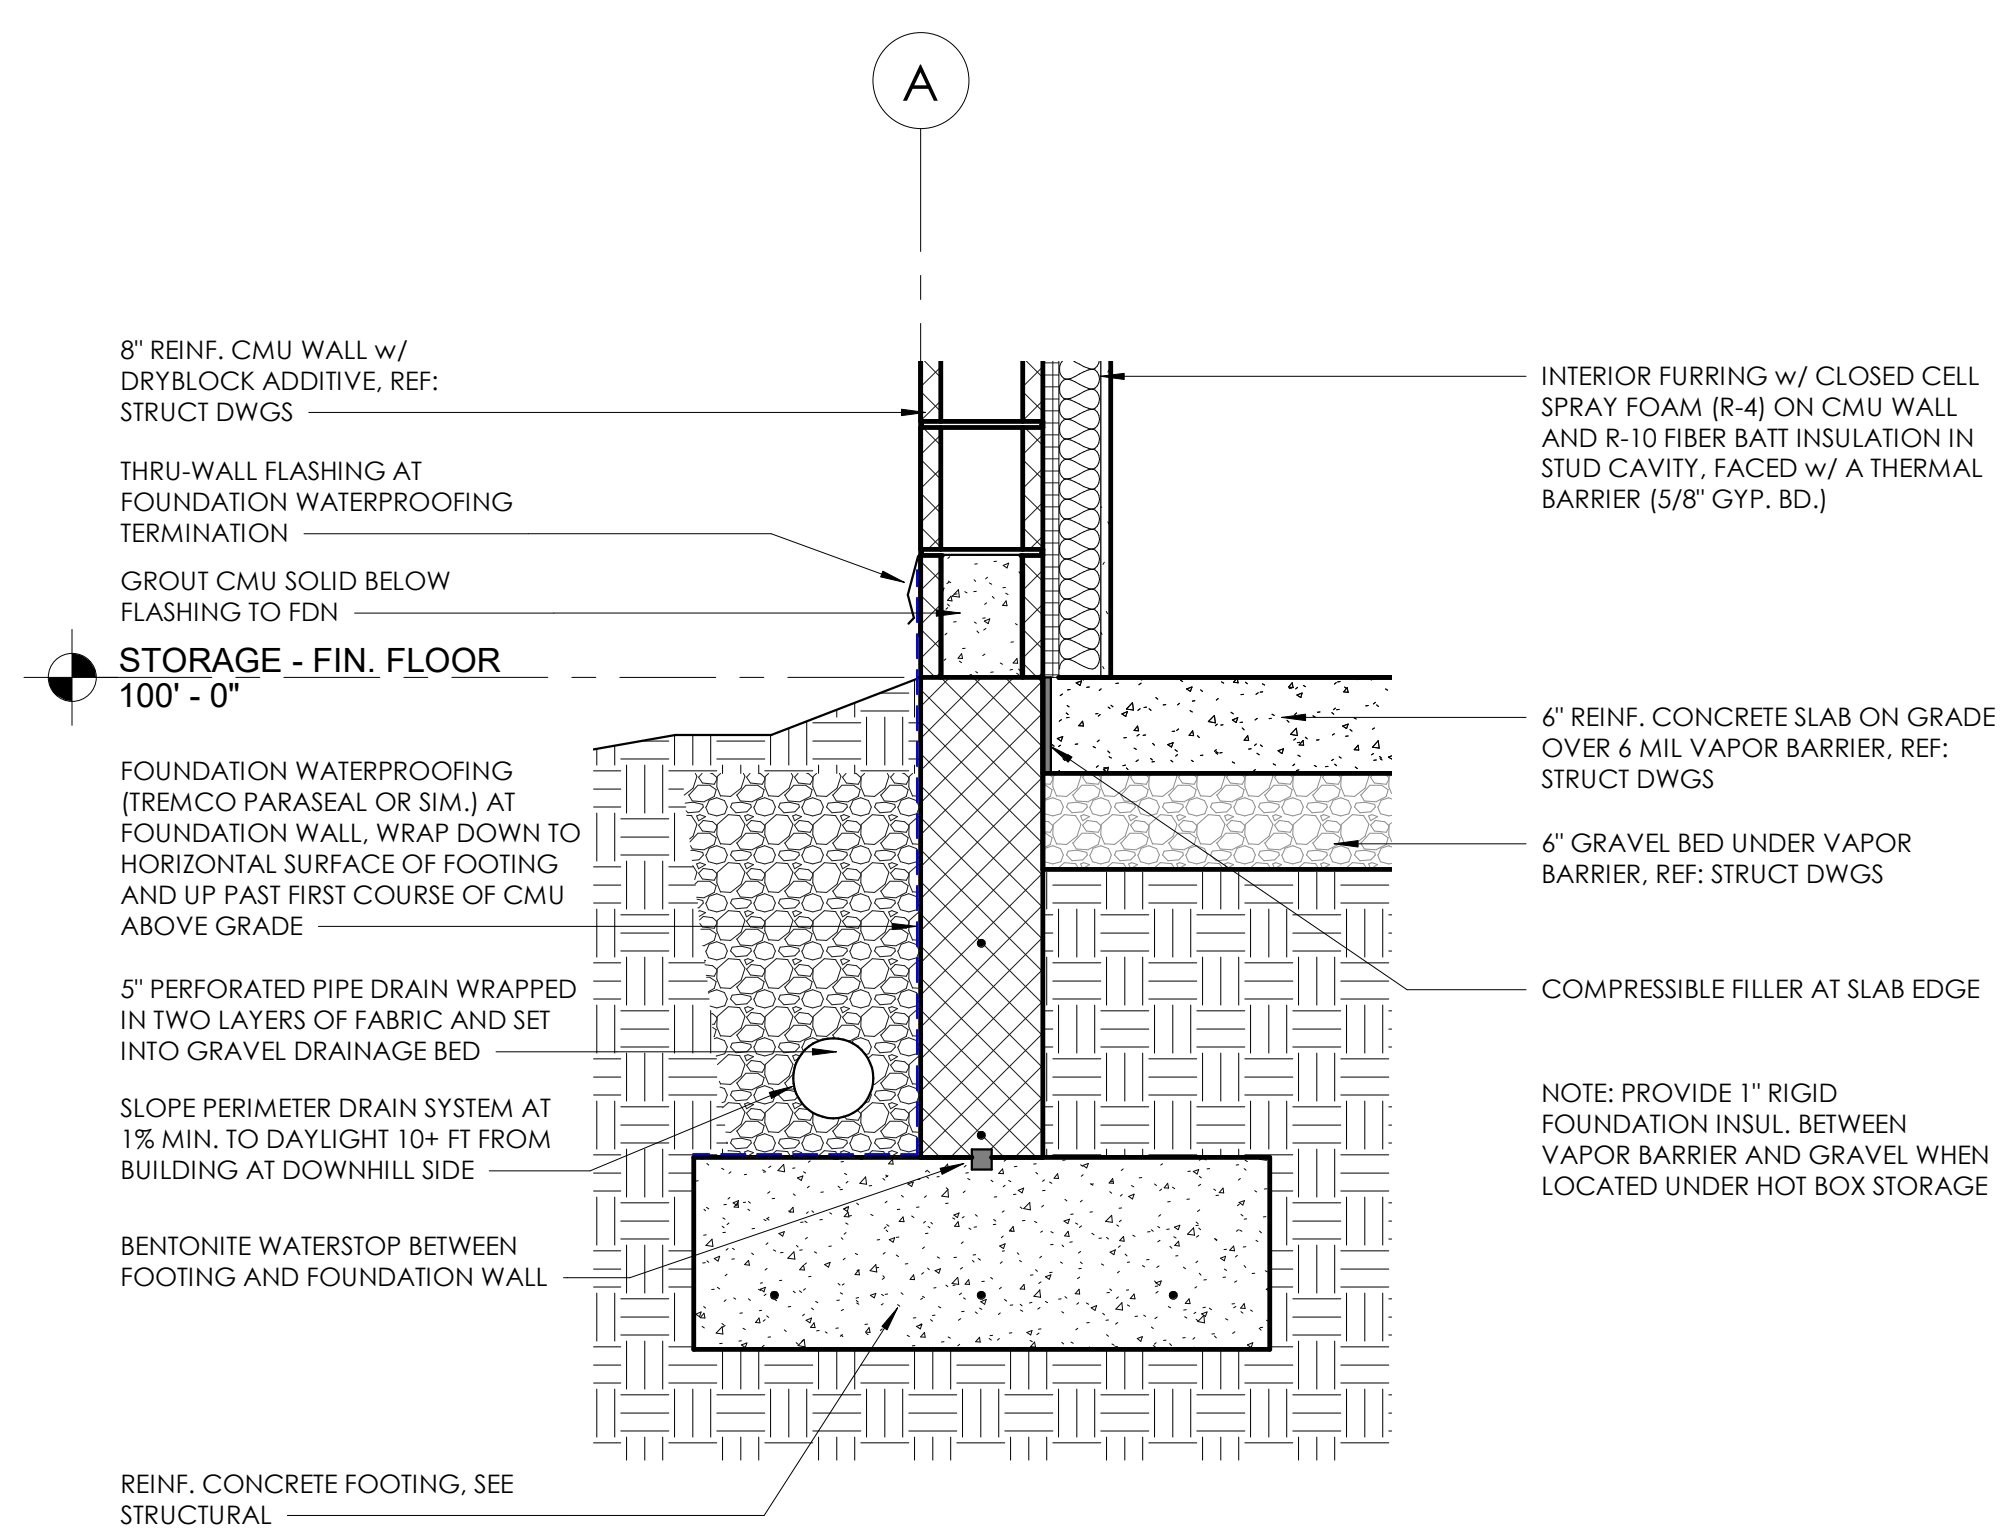 A
8" REINF. CMU WALL w/
DRYBLOCK ADDITIVE, REF:
STRUCT DWGS
THRU-WALL FLASHING AT
FOUNDATION WATERPROOFING
TERMINATION
GROUT CMU SOLID BELOW
FLASHING TO FDN
STORAGE - FIN. FLOOR
100' - 0"
FOUNDATION WATERPROOFING
(TREMCO PARASEAL OR SIM.) AT
FOUNDATION WALL, WRAP DOWN TO
HORIZONTAL SURFACE OF FOOTING
AND UP PAST FIRST COURSE OF CMU
ABOVE GRADE
5" PERFORATED PIPE DRAIN WRAPPED
IN TWO LAYERS OF FABRIC AND SET
INTO GRAVEL DRAINAGE BED
SLOPE PERIMETER DRAIN SYSTEM AT
1% MIN. TO DAYLIGHT 10+ FT FROM
BUILDING AT DOWNHILL SIDE
BENTONITE WATERSTOP BETWEEN
FOOTING AND FOUNDATION WALL
REINF. CONCRETE FOOTING, SEE
STRUCTURAL
INTERIOR FURRING w/ CLOSED CELL
SPRAY FOAM (R-4) ON CMU WALL
AND R-10 FIBER BATT INSULATION IN
STUD CAVITY, FACED w/ A THERMAL
BARRIER (5/8" GYP. BD.)
6" REINF. CONCRETE SLAB ON GRADE
OVER 6 MIL VAPOR BARRIER, REF:
STRUCT DWGS
6" GRAVEL BED UNDER VAPOR
BARRIER, REF: STRUCT DWGS
COMPRESSIBLE FILLER AT SLAB EDGE
NOTE: PROVIDE 1" RIGID
FOUNDATION INSUL. BETWEEN
VAPOR BARRIER AND GRAVEL WHEN
LOCATED UNDER HOT BOX STORAGE